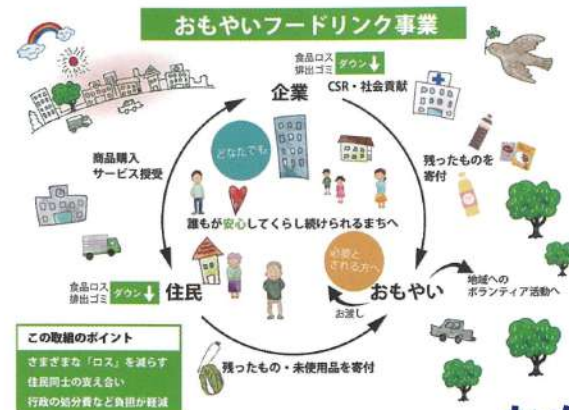 おもやいフードリンク事業
食品ロス
排出ゴミ
ダウン
企業
CSR・社会貢献
どなたでも
商品購入
サービス授受
残ったものを
寄付
誰もが安心してくらし続けられるまちへ
必要と
される方へ
食品ロス
排出ゴミ
ダウン
住民
おもやい
お渡し
地域への
ボランティア活動へ
この取組のポイント
さまざまな「ロス」を減らす
住民同士の支え合い
行政の処分費など負担が軽減
残ったもの・未使用品を寄付